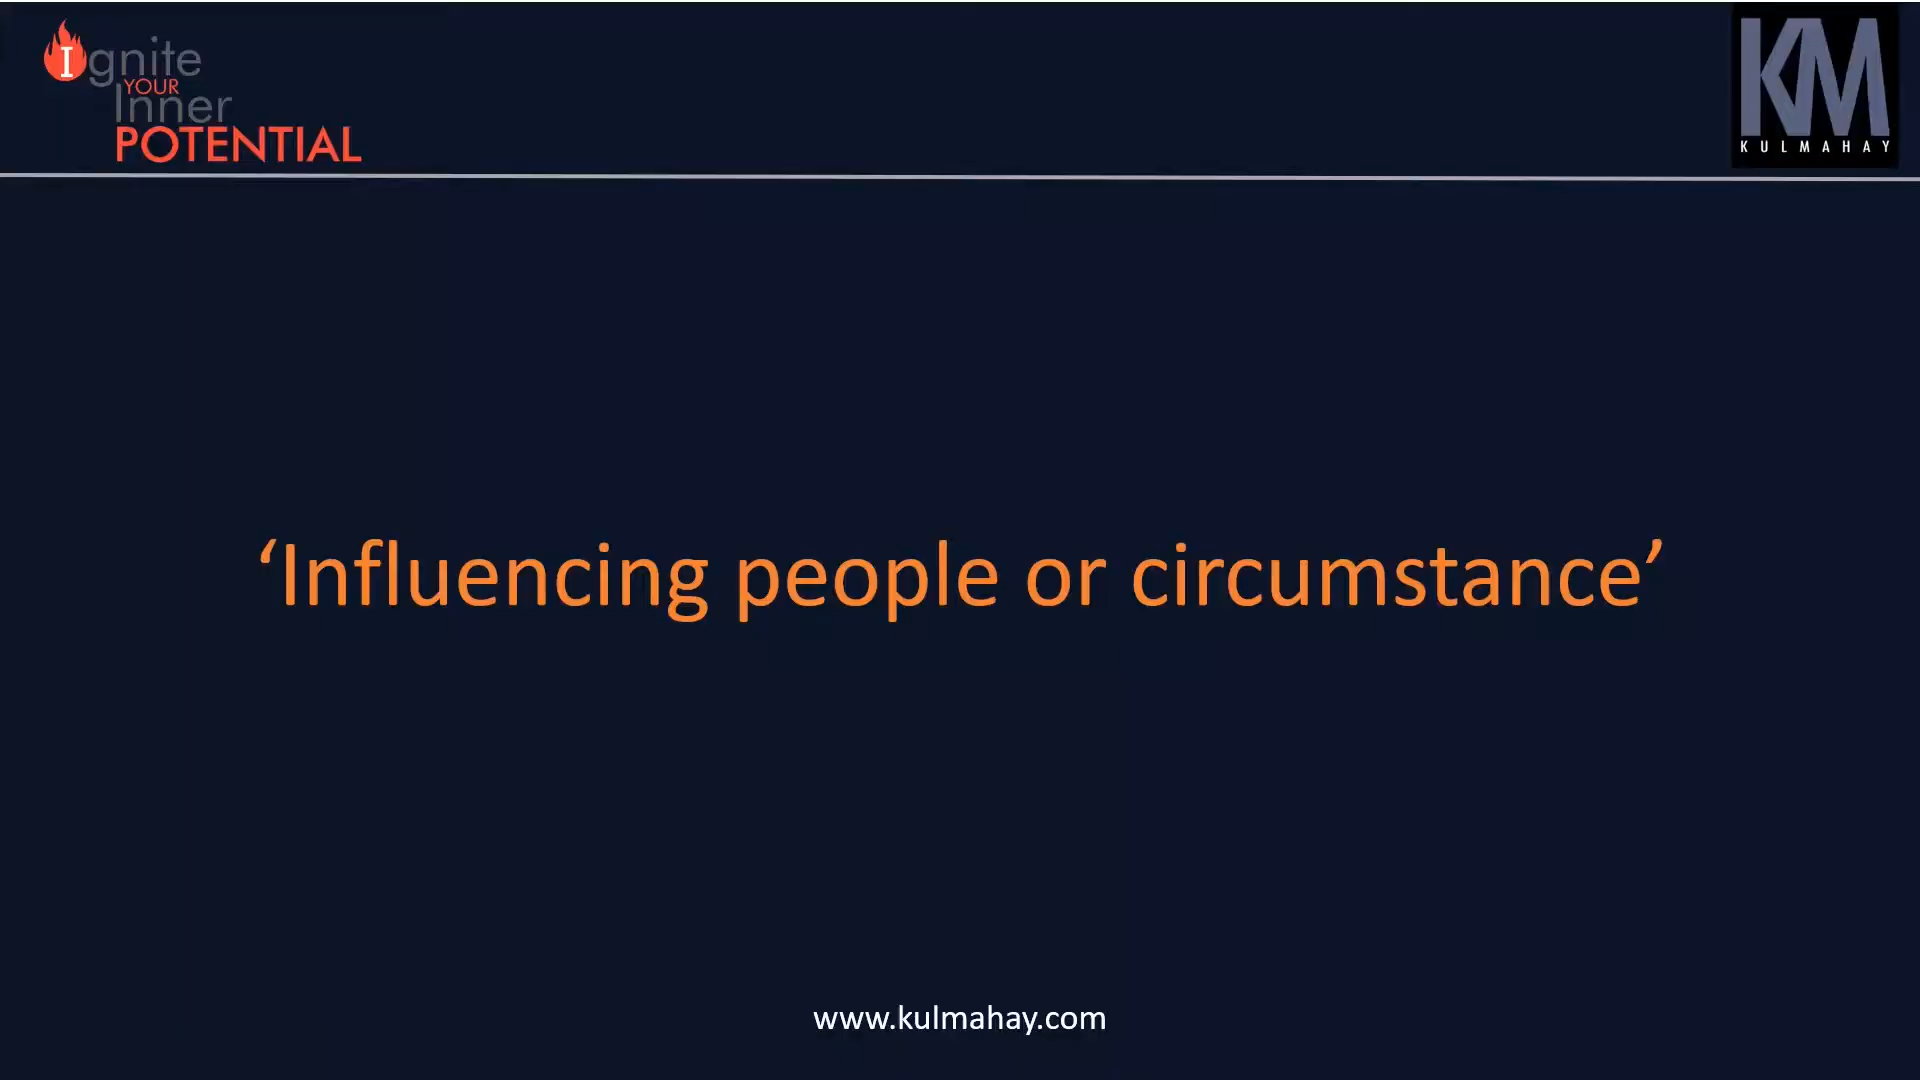 Ignite
YOUR
Inner
POTENTIAL
KM
KULMAHAY
‘Influencing people or circumstance’
www.kulmahay.com